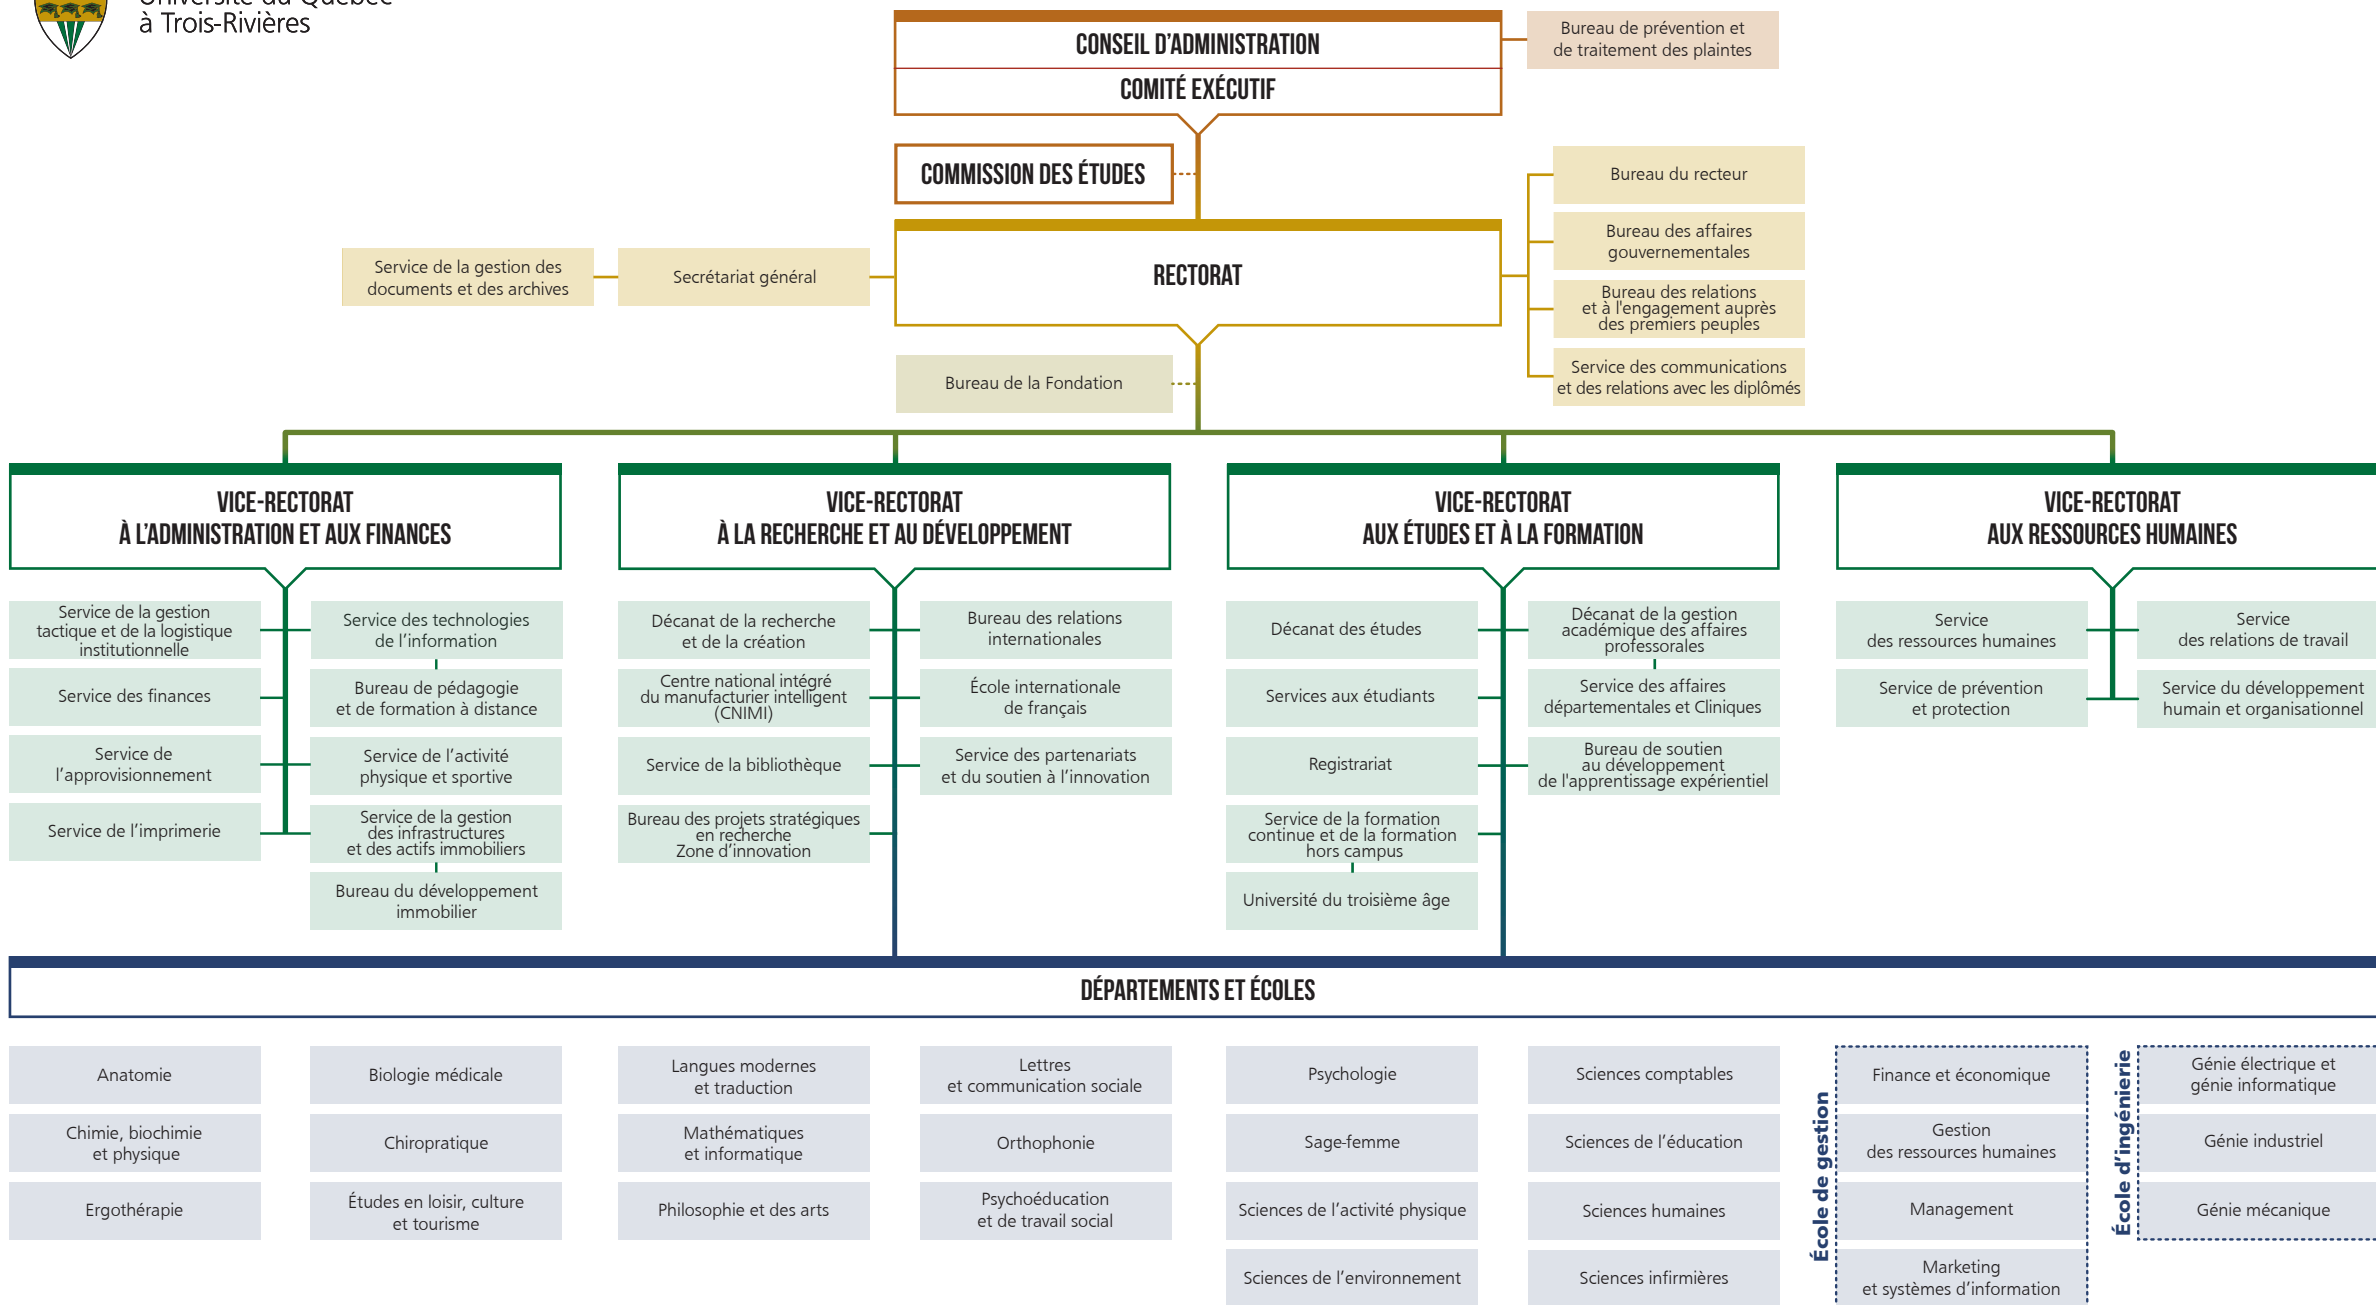 Université du Québec
à Trois-Rivières
CONSEIL D'ADMINISTRATION
COMITÉ EXÉCUTIF
Bureau de prévention et
de traitement des plaintes
COMMISSION DES ÉTUDES
Bureau du recteur
Bureau des affaires
gouvernementales
Bureau des relations
et à l'engagement auprès
des premiers peuples
Service des communications
et des relations avec les diplômés
RECTORAT
Secrétariat général
Service de la gestion des
documents et des archives
Bureau de la Fondation
VICE-RECTORAT
À L'ADMINISTRATION ET AUX FINANCES
Service de la gestion
tactique et de la logistique
institutionnelle
Service des technologies
de l'information
Service des finances
Bureau de pédagogie
et de formation à distance
Service de
l'approvisionnement
Service de l'activité
physique et sportive
Service de l'imprimerie
Service de la gestion
des infrastructures
et des actifs immobiliers
Bureau du développement
immobilier
VICE-RECTORAT
À LA RECHERCHE ET AU DÉVELOPPEMENT
Décanat de la recherche
et de la création
Bureau des relations
internationales
Centre national intégré
du manufacturier intelligent
(CNIMI)
École internationale
de français
Service de la bibliothèque
Service des partenariats
et du soutien à l'innovation
Bureau des projets stratégiques
en recherche
Zone d'innovation
VICE-RECTORAT
AUX ÉTUDES ET À LA FORMATION
Décanat des études
Décanat de la gestion
académique des affaires
professorales
Services aux étudiants
Service des affaires
départementales et Cliniques
Registrariat
Bureau de soutien
au développement
de l'apprentissage expérientiel
Service de la formation
continue et de la formation
hors campus
Université du troisième âge
VICE-RECTORAT
AUX RESSOURCES HUMAINES
Service
des ressources humaines
Service
des relations de travail
Service de prévention
et protection
Service du développement
humain et organisationnel
DÉPARTEMENTS ET ÉCOLES
Anatomie
Chimie, biochimie
et physique
Ergothérapie
Biologie médicale
Chiropratique
Études en loisir, culture
et tourisme
Langues modernes
et traduction
Mathématiques
et informatique
Philosophie et des arts
Lettres
et communication sociale
Orthophonie
Psychoéducation
et de travail social
Psychologie
Sage-femme
Sciences de l'activité physique
Sciences de l'environnement
Sciences comptables
Sciences de l'éducation
Sciences humaines
Sciences infirmières
École de gestion
Finance et économique
Gestion
des ressources humaines
Management
Marketing
et systèmes d'information
École d'ingénierie
Génie électrique et
génie informatique
Génie industriel
Génie mécanique